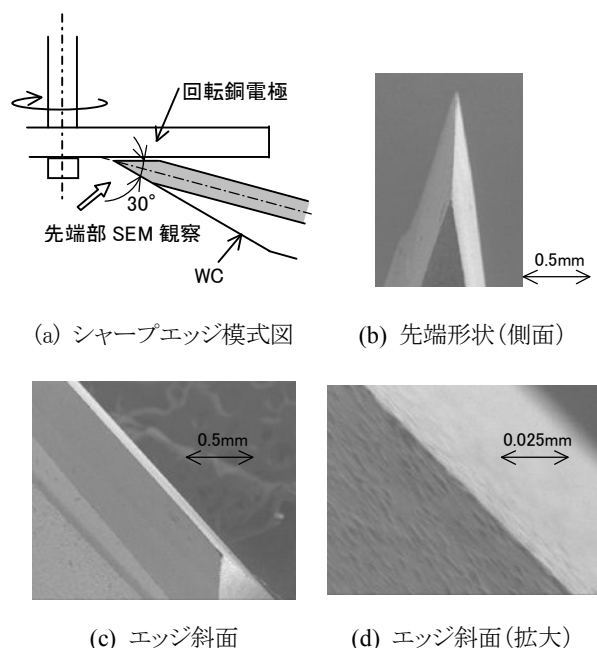 回転銅電極
30°
先端部 SEM 観察
WC
0.5mm
(a) シャープエッジ模式図
(b) 先端形状(側面)
0.5mm
0.025mm
(c) エッジ斜面
(d) エッジ斜面(拡大)